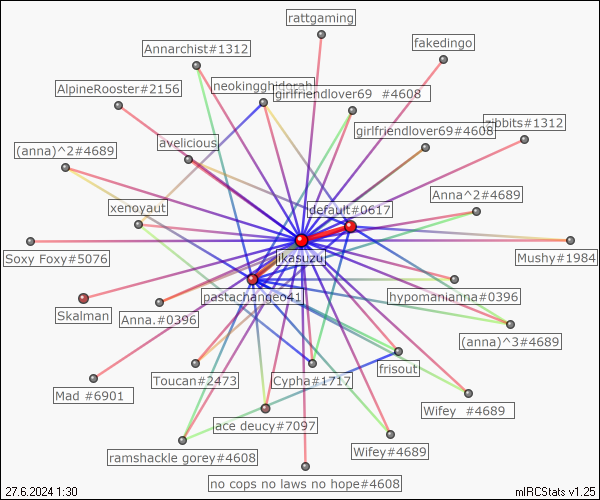 rattgaming
fakedingo
Annarchist#1312
neokingghidorah
AlpineRooster#2156
girlfriendlover69 #4608
zibbits#1312
girlfriendlover69#4608
avelicious
(anna)^2#4689
Anna^2#4689
xenoyaut
default#0617
Soxy Foxy#5076
ikasuzu
Mushy#1984
pastachange041
hypomanianna#0396
Skalman
Anna.#0396
(anna)^3#4689
frisout
Toucan#2473
Cypha#1717
Mad #6901
Wifey #4689
ace deucy#7097
Wifey#4689
ramshackle gorey#4608
no cops no laws no hope#4608
27.6.2024 1:30
mIRCStats v1.25